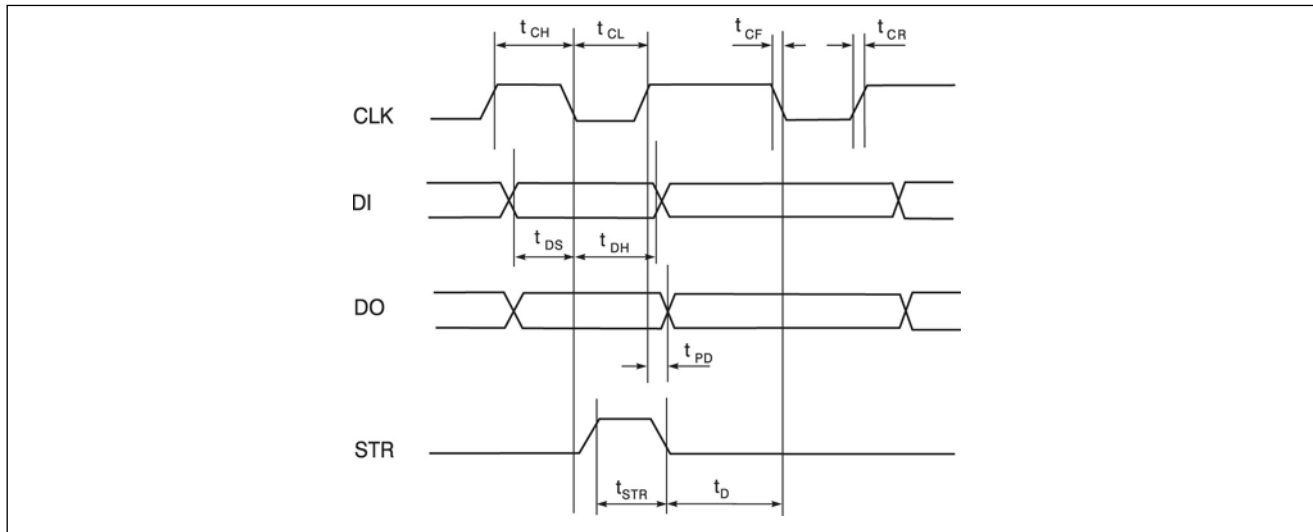 t CH
t CL
t CF
t CR
CLK
DI
t DS
t DH
DO
t PD
STR
t STR
t D